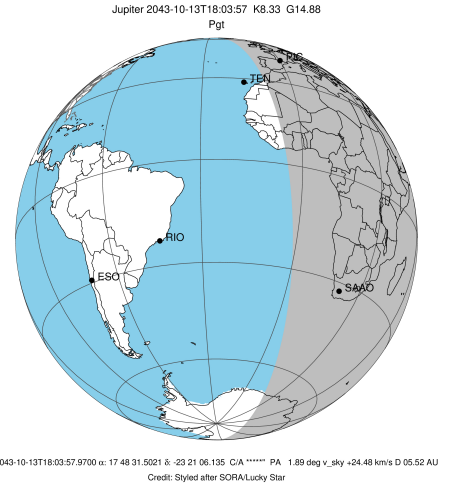 Jupiter 2043-10-13T18:03:57 K8.33 G14.88
Pgt
PIC
TEN
RIO
ESO
SAAO
043-10-13T18:03:57.9700 α: 17 48 31.5021 δ: -23 21 06.135 C/A *****" PA 1.89 deg v_sky +24.48 km/s D 05.52 AU
Credit: Styled after SORA/Lucky Star